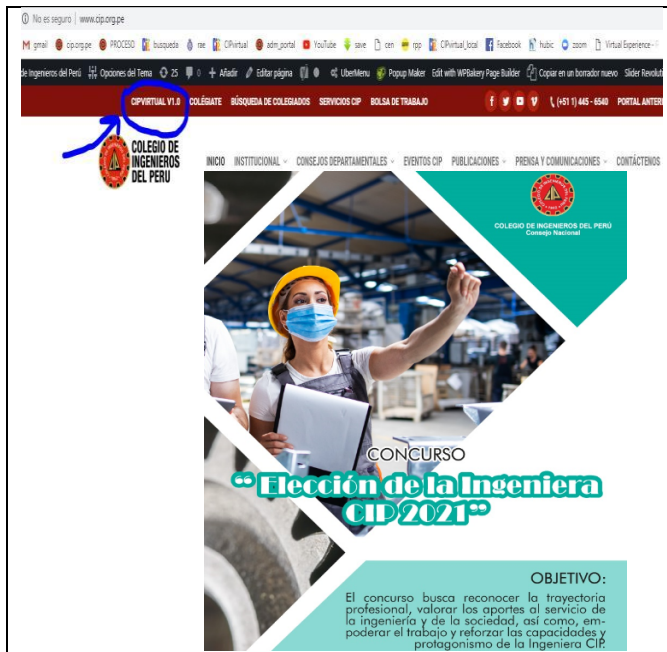 No es seguro | www.cip.org.pe
gmail cip.org.pe PROCESO busqueda rae CIPvirtual adm_portal YouTube save cen rpp CIPvirtual_local Facebook hubic zoom Virtual Experience -
de Ingenieros del Perú Opciones del Tema 25 0 + Añadir Editar página UberMenu Popup Maker Edit with WPBakery Page Builder Copiar en un borrador nuevo Slider Revoluti
CIPVIRTUAL V1.0 COLÉGIATE BÚSQUEDA DE COLEGIADOS SERVICIOS CIP BOLSA DE TRABAJO (+51 1) 445 - 6540 PORTAL ANTERI
COLEGIO DE
INGENIEROS
DEL PERU
INICIO INSTITUCIONAL CONSEJOS DEPARTAMENTALES EVENTOS CIP PUBLICACIONES PRENSA Y COMUNICACIONES CONTÁCTENOS
COLEGIO DE INGENIEROS DEL PERÚ
Consejo Nacional
CONCURSO
“ Elección de la Ingeniera
CIP 2021”
OBJETIVO:
El concurso busca reconocer la trayectoria
profesional, valorar los aportes al servicio de
la ingeniería y de la sociedad, así como, em-
poderar el trabajo y reforzar las capacidades y
protagonismo de la Ingeniera CIP.